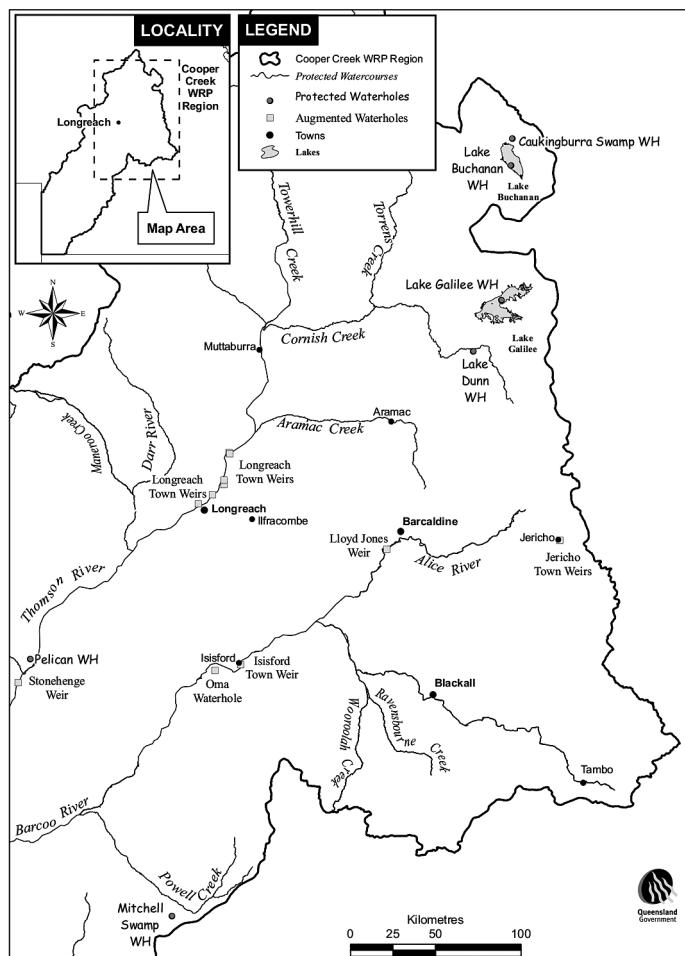 LOCALITY
Cooper
Creek
WRP
Region
Longreach
Map Area
LEGEND
Cooper Creek WRP Region
Protected Watercourses
Protected Waterholes
Augmented Waterholes
Towns
Lakes
Caukingburra Swamp WH
Lake
Buchanan
WH
Lake
Buchanan
Towerhill
Creek
Torrens
Creek
Lake Galilee WH
Lake
Galilee
N
W
E
S
Muttaburra
Cornish Creek
Lake
Dunn
WH
Mameroo Creek
Darr River
Aramac
Aramac Creek
Longreach
Town Weirs
Longreach
Town Weirs
Longreach
Ilfracombe
Barcaldine
Lloyd Jones
Weir
Alice River
Jericho
Jericho
Town Weirs
Thomson River
Pelican WH
Stonehenge
Weir
Isisford
Isisford
Town Weir
Oma
Waterhole
Blackall
Wooroolah
Creek
Ravensbourne
Creek
Tambo
Barcoo River
Powell Creek
Mitchell
Swamp
WH
Kilometres
0 25 50 100
Queensland
Government